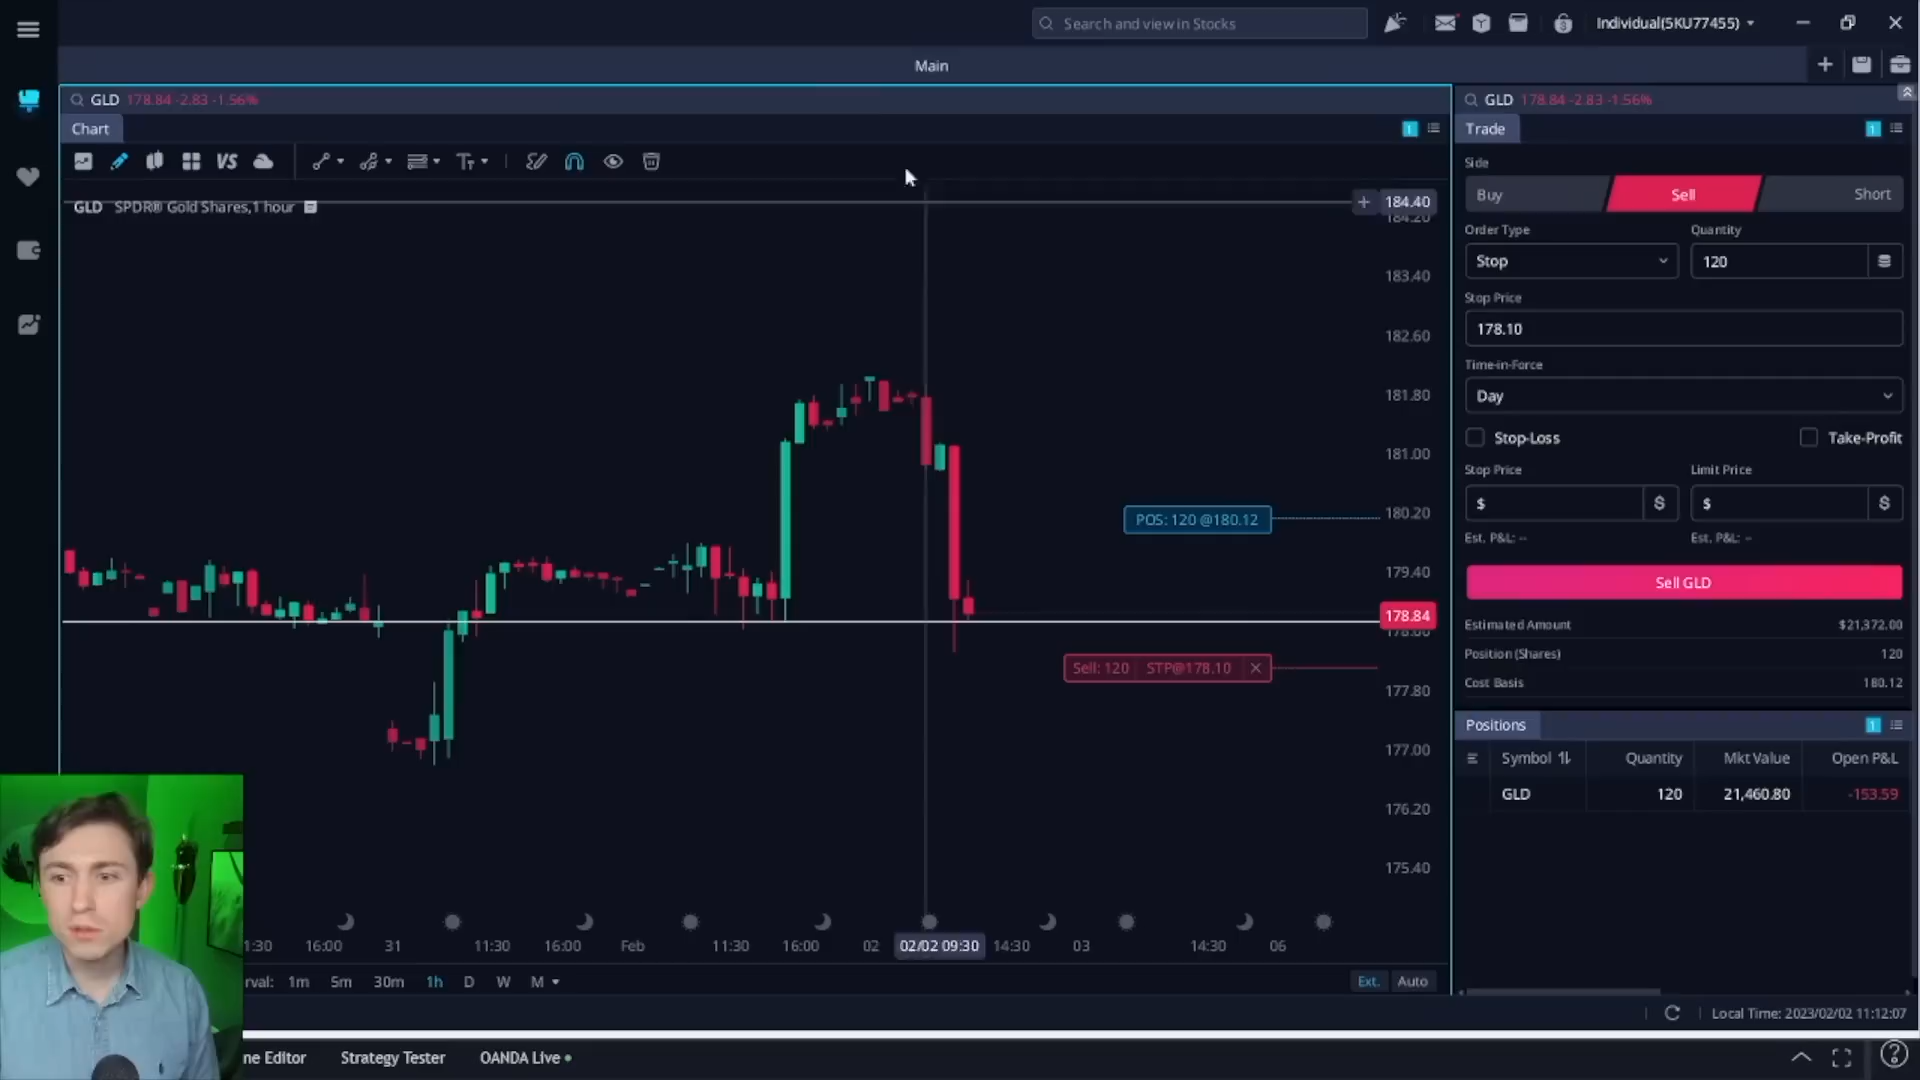 Search and view in Stocks
Individual(5KU77455)
Main
GLD 178.84 -2.83 -1.56%
Chart
VS
GLD SPDR® Gold Shares,1 hour
184.40
184.20
183.40
182.60
181.80
181.00
180.20
179.40
178.84
177.80
177.00
176.20
175.40
POS: 120 @180.12
Sell: 120 STP@178.10
:30 16:00 31 11:30 16:00 Feb 11:30 16:00 02 02/02 09:30 14:30 03 14:30 06
rval: 1m 5m 30m 1h D W M
Ext. Auto
GLD 178.84 -2.83 -1.56%
Trade
Side
Buy Sell Short
Order Type Quantity
Stop 120
Stop Price
178.10
Time-in-Force
Day
Stop-Loss Take-Profit
Stop Price Limit Price
$ $ $ $
Est. P&L: -- Est. P&L: --
Sell GLD
Estimated Amount $21,372.00
Position (Shares) 120
Cost Basis 180.12
Positions
Symbol Quantity Mkt Value Open P&L
GLD 120 21,460.80 -153.59
Local Time: 2023/02/02 11:12:07
ne Editor Strategy Tester OANDA Live